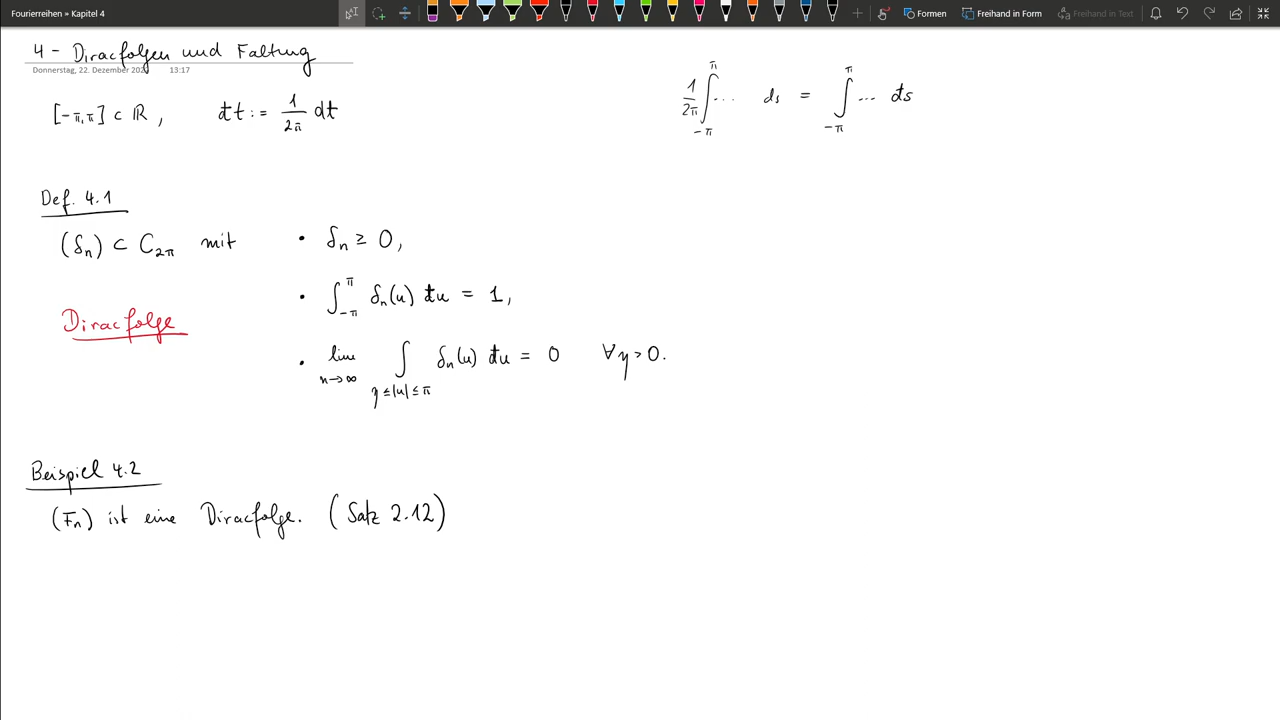 Fourierreihen » Kapitel 4
Formen
Freihand in Form
Freihand in Text
4 - Diracfolgen und Faltung
Donnerstag, 22. Dezember 13:17
[-π,π] ⊂ ℝ, đt := 1/2π dt
1/2π ∫_{-π}^{π} ... ds = ∫_{-π}^{π} ... đs
Def. 4.1
(δₙ) ⊂ C_{2π} mit • δₙ ≥ 0,
• ∫_{-π}^{π} δₙ(u) đu = 1,
Diracfolge
• lim_{n→∞} ∫_{η≤|u|≤π} δₙ(u) đu = 0 ∀η>0.
Beispiel 4.2
(Fₙ) ist eine Diracfolge. (Satz 2.12)